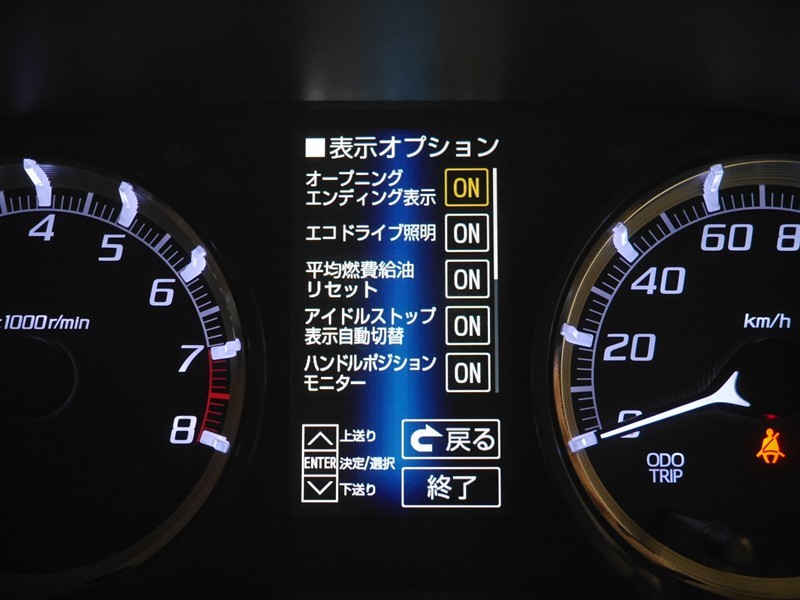 ■表示オプション
オープニング
エンディング表示 ON
エコドライブ照明 ON
平均燃費給油
リセット ON
アイドルストップ
表示自動切替 ON
ハンドルポジション
モニター ON
上送り
ENTER 決定/選択
下送り
戻る
終了
4
5
6
×1000r/min
7
8
0
20
40
60
8
km/h
ODO
TRIP